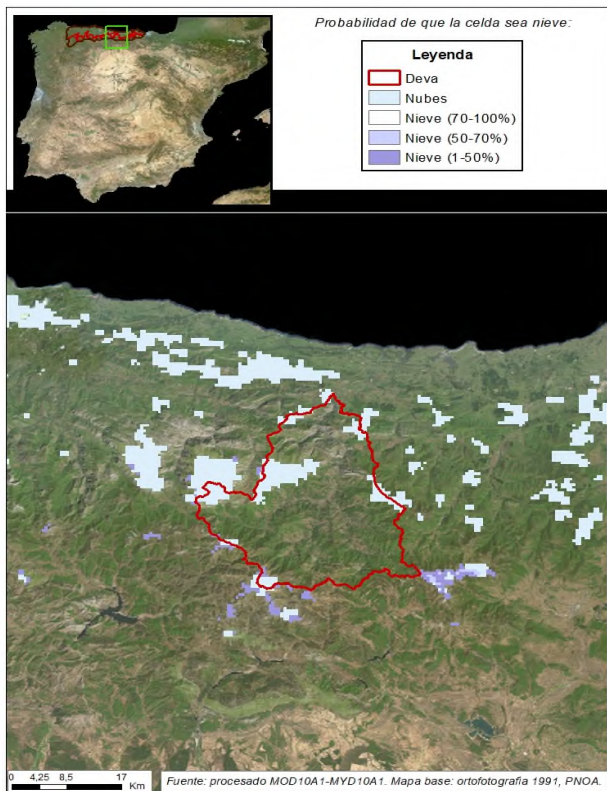 Probabilidad de que la celda sea nieve:
Leyenda
Deva
Nubes
Nieve (70-100%)
Nieve (50-70%)
Nieve (1-50%)
0 4,25 8,5 17
Km
Fuente: procesado MOD10A1-MYD10A1. Mapa base: ortofotografia 1991, PNOA.